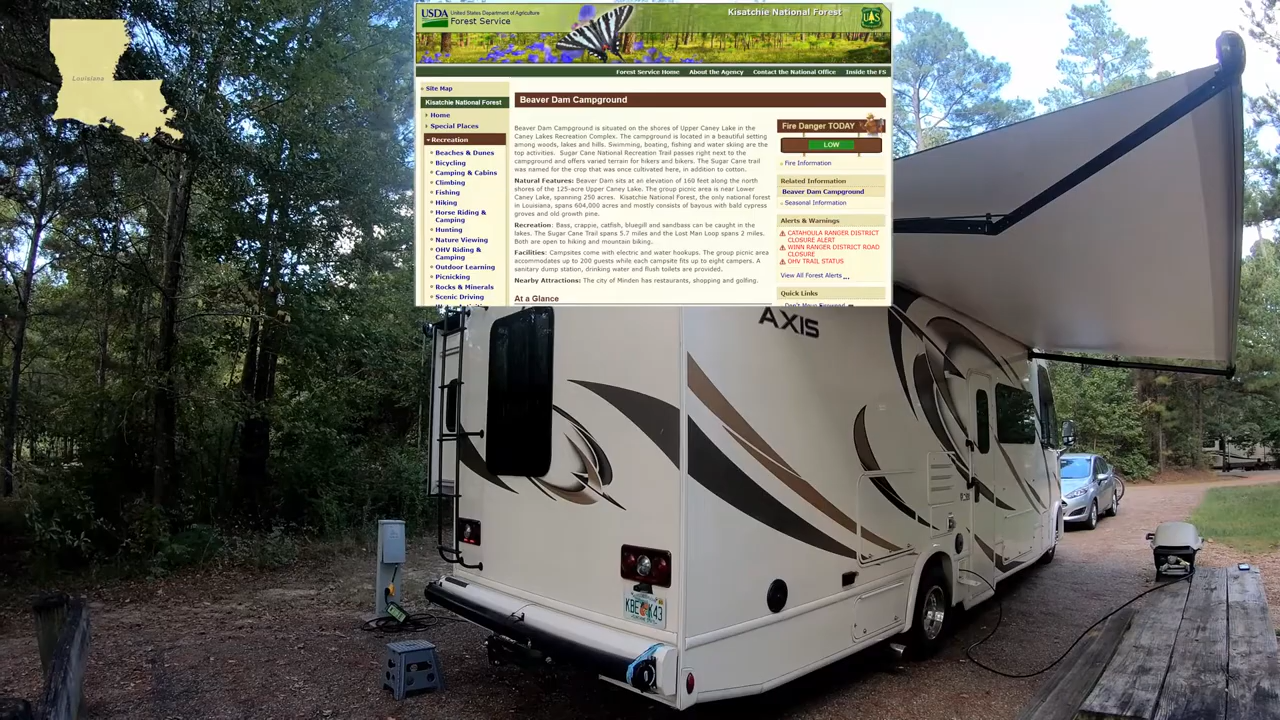 Louisiana
USDA
United States Department of Agriculture
Forest Service
Kisatchie National Forest
UAS
Forest Service Home
About the Agency
Contact the National Office
Inside the FS
Site Map
Kisatchie National Forest
Home
Special Places
Recreation
Beaches & Dunes
Bicycling
Camping & Cabins
Climbing
Fishing
Hiking
Horse Riding &
Camping
Hunting
Nature Viewing
OHV Riding &
Camping
Outdoor Learning
Picnicking
Rocks & Minerals
Scenic Driving
Beaver Dam Campground
Beaver Dam Campground is situated on the shores of Upper Caney Lake in the
Caney Lakes Recreation Complex. The campground is located in a beautiful setting
among woods, lakes and hills. Swimming, boating, fishing and water skiing are the
top activities. Sugar Cane National Recreation Trail passes right next to the
campground and offers varied terrain for hikers and bikers. The Sugar Cane trail
was named for the crop that was once cultivated here, in addition to cotton.
Natural Features: Beaver Dam sits at an elevation of 160 feet along the north
shores of the 125-acre Upper Caney Lake. The group picnic area is near Lower
Caney Lake, spanning 250 acres. Kisatchie National Forest, the only national forest
in Louisiana, spans 604,000 acres and mostly consists of bayous with bald cypress
groves and old growth pine.
Recreation: Bass, crappie, catfish, bluegill and sandbass can be caught in the
lakes. The Sugar Cane Trail spans 5.7 miles and the Lost Man Loop spans 2 miles.
Both are open to hiking and mountain biking.
Facilities: Campsites come with electric and water hookups. The group picnic area
accommodates up to 200 guests while each campsite fits up to eight campers. A
sanitary dump station, drinking water and flush toilets are provided.
Nearby Attractions: The city of Minden has restaurants, shopping and golfing.
At a Glance
Fire Danger TODAY
LOW
Fire Information
Related Information
Beaver Dam Campground
Seasonal Information
Alerts & Warnings
CATAHOULA RANGER DISTRICT
CLOSURE ALERT
WINN RANGER DISTRICT ROAD
CLOSURE
OHV TRAIL STATUS
View All Forest Alerts ...
Quick Links
Don't Move Firewood
AXIS
KBE K43